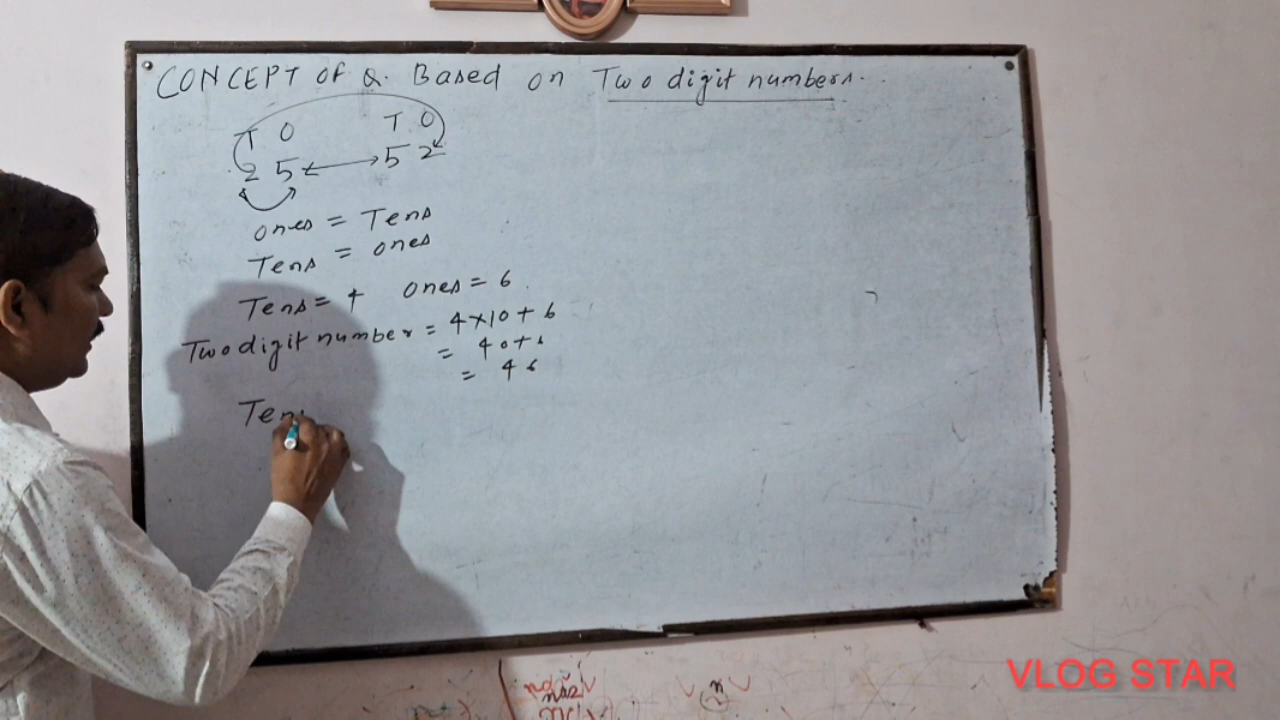 CONCEPT OF Q. Based on Two digit numbers.
T O T O
2 5 5 2
ones = Tens
Tens = ones
Tens = 4 ones = 6
Two digit number = 4×10+6
= 40+6
= 46
Tens
VLOG STAR